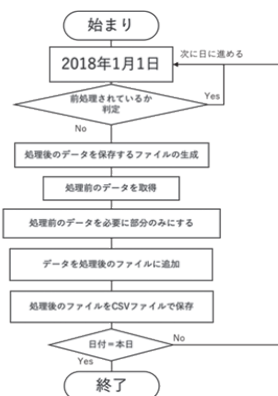 始まり
2018年1月1日
次に日に進める
前処理されているか
判定
Yes
No
処理後のデータを保存するファイルの生成
処理前のデータを取得
処理前のデータを必要に部分のみにする
データを処理後のファイルに追加
処理後のファイルをCSVファイルで保存
日付＝本日
No
Yes
終了